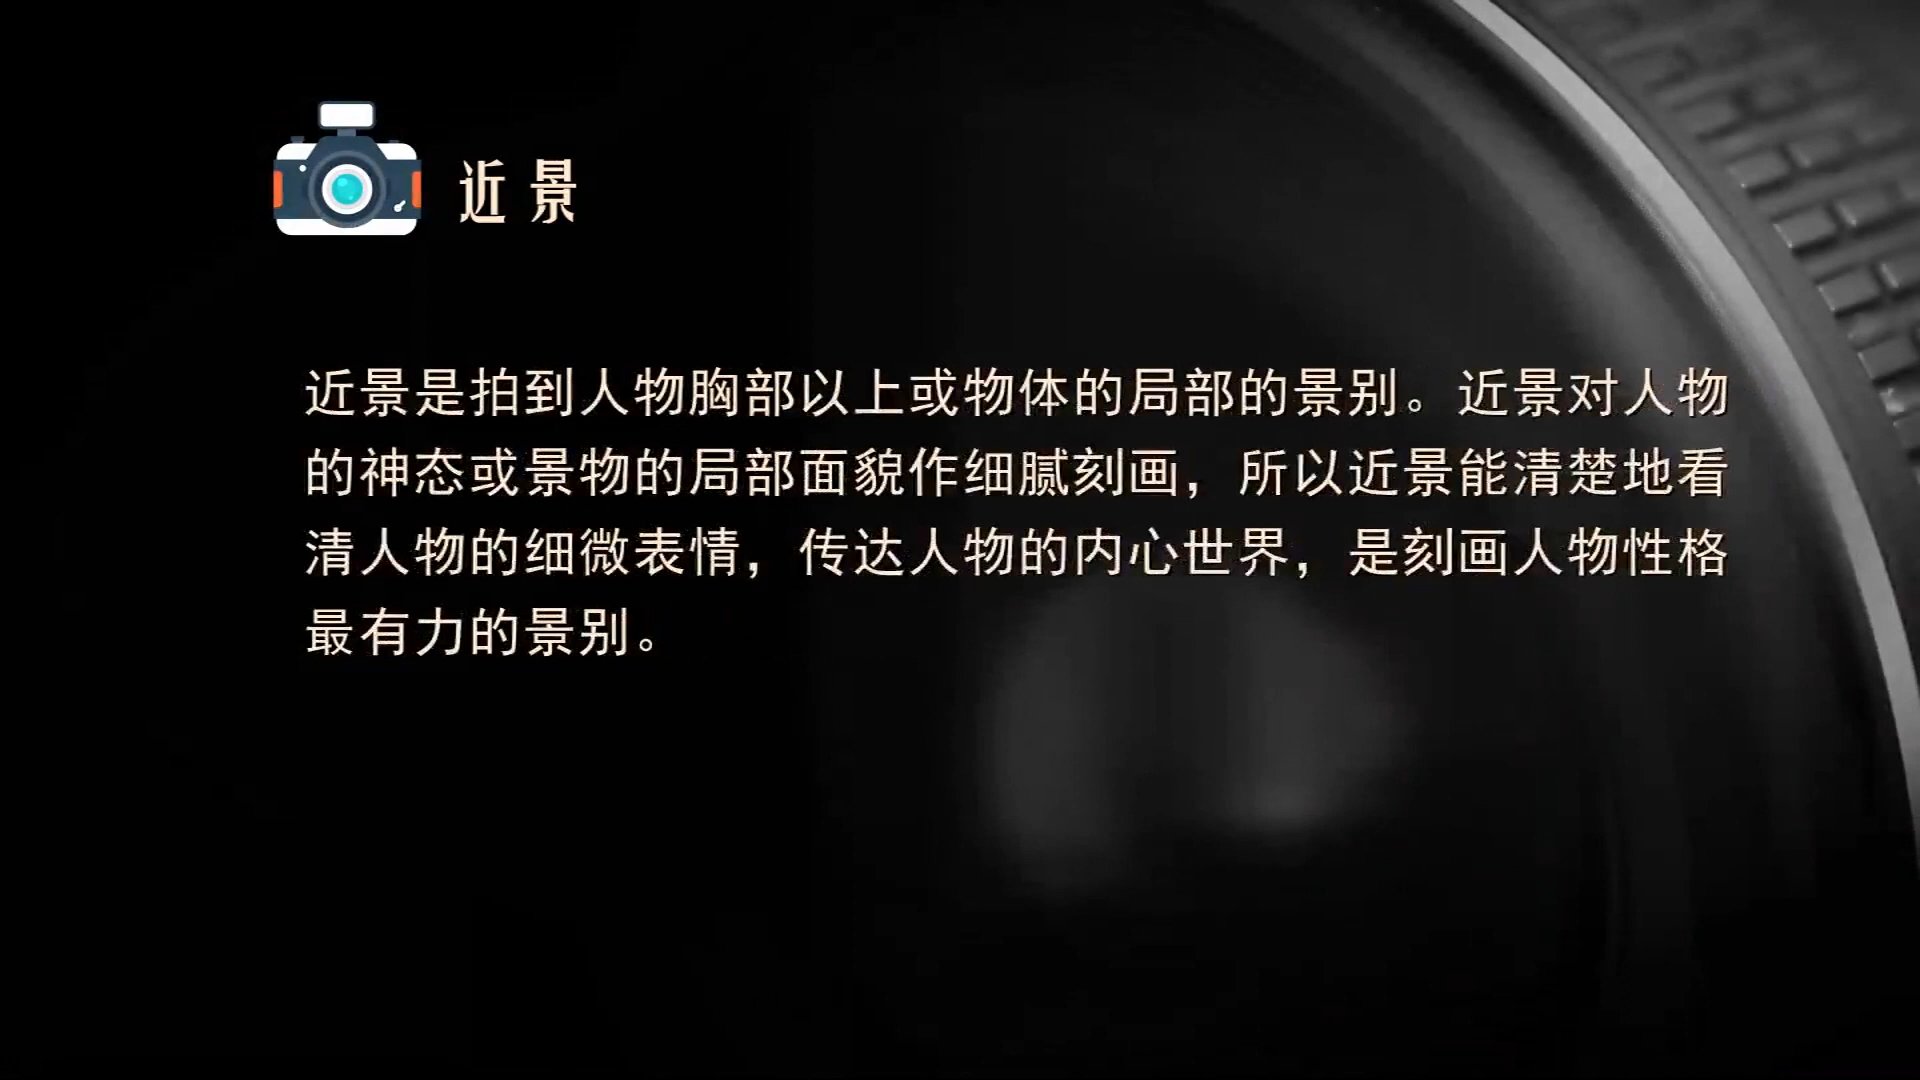 近景
近景是拍到人物胸部以上或物体的局部的景别。近景对人物
的神态或景物的局部面貌作细腻刻画，所以近景能清楚地看
清人物的细微表情，传达人物的内心世界，是刻画人物性格
最有力的景别。